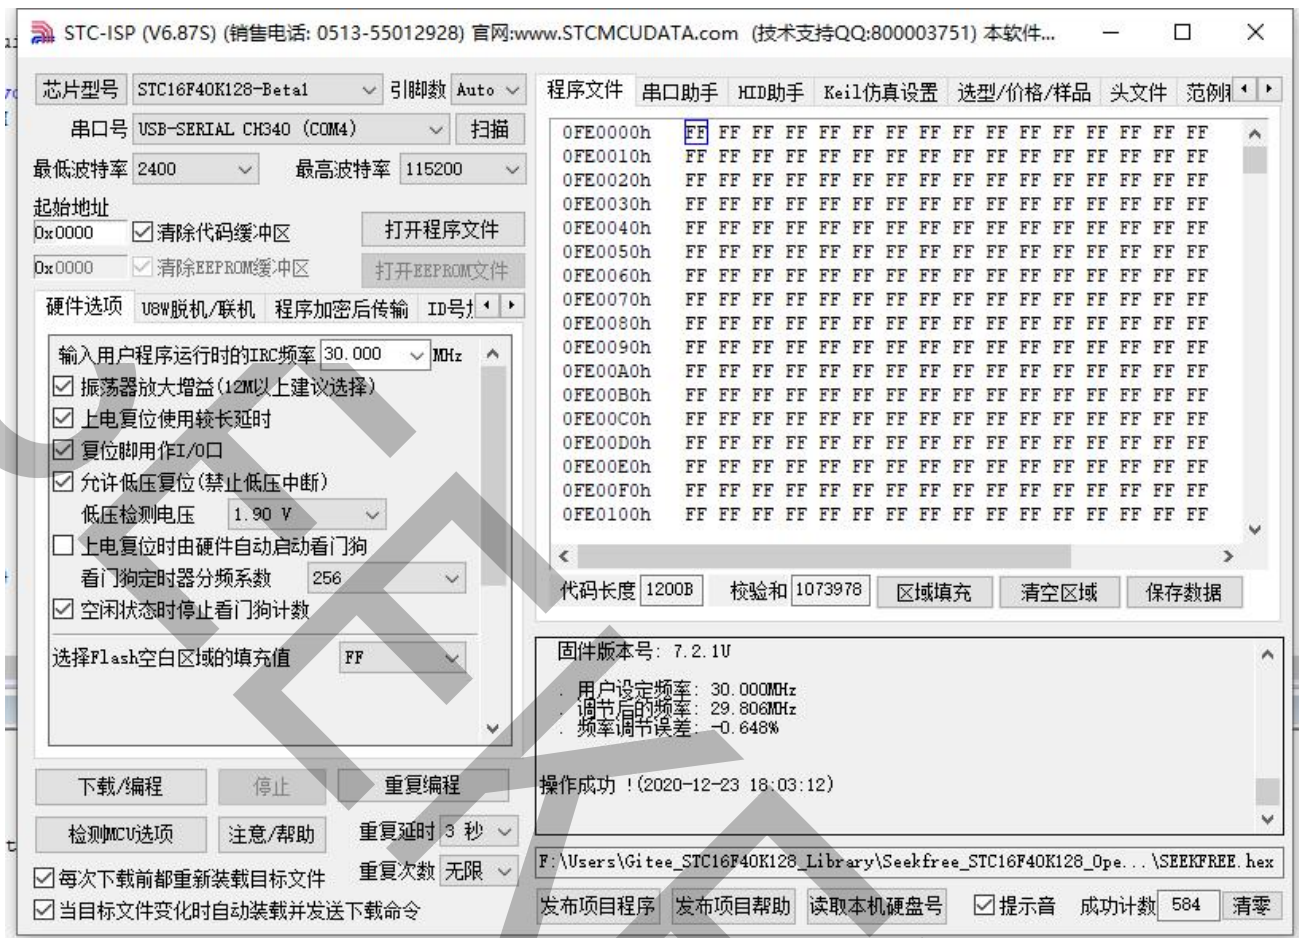 STC-ISP (V6.87S) (销售电话: 0513-55012928) 官网:www.STCMCUDATA.com (技术支持QQ:800003751) 本软件...
芯片型号 STC16F40K128-Beta1 引脚数 Auto
串口号 USB-SERIAL CH340 (COM4) 扫描
最低波特率 2400 最高波特率 115200
起始地址
0x0000 清除代码缓冲区 打开程序文件
0x0000 清除EEPROM缓冲区 打开EEPROM文件
硬件选项 U8W脱机/联机 程序加密后传输 ID号
输入用户程序运行时的IRC频率 30.000 MHz
振荡器放大增益(12M以上建议选择)
上电复位使用较长延时
复位脚用作I/O口
允许低压复位(禁止低压中断)
低压检测电压 1.90 V
上电复位时由硬件自动启动看门狗
看门狗定时器分频系数 256
空闲状态时停止看门狗计数
选择Flash空白区域的填充值 FF
下载/编程 停止 重复编程
检测MCU选项 注意/帮助 重复延时 3 秒
重复次数 无限
每次下载前都重新装载目标文件
当目标文件变化时自动装载并发送下载命令
程序文件 串口助手 HID助手 Keil仿真设置 选型/价格/样品 头文件 范例
0FE0000h FF FF FF FF FF FF FF FF FF FF FF FF FF FF FF FF
0FE0010h FF FF FF FF FF FF FF FF FF FF FF FF FF FF FF FF
0FE0020h FF FF FF FF FF FF FF FF FF FF FF FF FF FF FF FF
0FE0030h FF FF FF FF FF FF FF FF FF FF FF FF FF FF FF FF
0FE0040h FF FF FF FF FF FF FF FF FF FF FF FF FF FF FF FF
0FE0050h FF FF FF FF FF FF FF FF FF FF FF FF FF FF FF FF
0FE0060h FF FF FF FF FF FF FF FF FF FF FF FF FF FF FF FF
0FE0070h FF FF FF FF FF FF FF FF FF FF FF FF FF FF FF FF
0FE0080h FF FF FF FF FF FF FF FF FF FF FF FF FF FF FF FF
0FE0090h FF FF FF FF FF FF FF FF FF FF FF FF FF FF FF FF
0FE00A0h FF FF FF FF FF FF FF FF FF FF FF FF FF FF FF FF
0FE00B0h FF FF FF FF FF FF FF FF FF FF FF FF FF FF FF FF
0FE00C0h FF FF FF FF FF FF FF FF FF FF FF FF FF FF FF FF
0FE00D0h FF FF FF FF FF FF FF FF FF FF FF FF FF FF FF FF
0FE00E0h FF FF FF FF FF FF FF FF FF FF FF FF FF FF FF FF
0FE00F0h FF FF FF FF FF FF FF FF FF FF FF FF FF FF FF FF
0FE0100h FF FF FF FF FF FF FF FF FF FF FF FF FF FF FF FF
代码长度 1200B 校验和 1073978 区域填充 清空区域 保存数据
固件版本号: 7.2.1U
. 用户设定频率: 30.000MHz
. 调节后的频率: 29.806MHz
. 频率调节误差: -0.648%
操作成功 !(2020-12-23 18:03:12)
F:\Users\Gitee_STC16F40K128_Library\Seekfree_STC16F40K128_Ope...\SEEKFREE.hex
发布项目程序 发布项目帮助 读取本机硬盘号 提示音 成功计数 584 清零